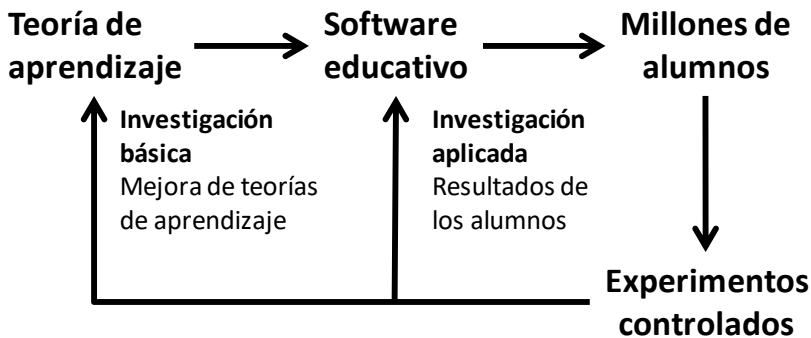 Teoría de
aprendizaje
Software
educativo
Millones de
alumnos
Investigación
básica
Mejora de teorías
de aprendizaje
Investigación
aplicada
Resultados de
los alumnos
Experimentos
controlados